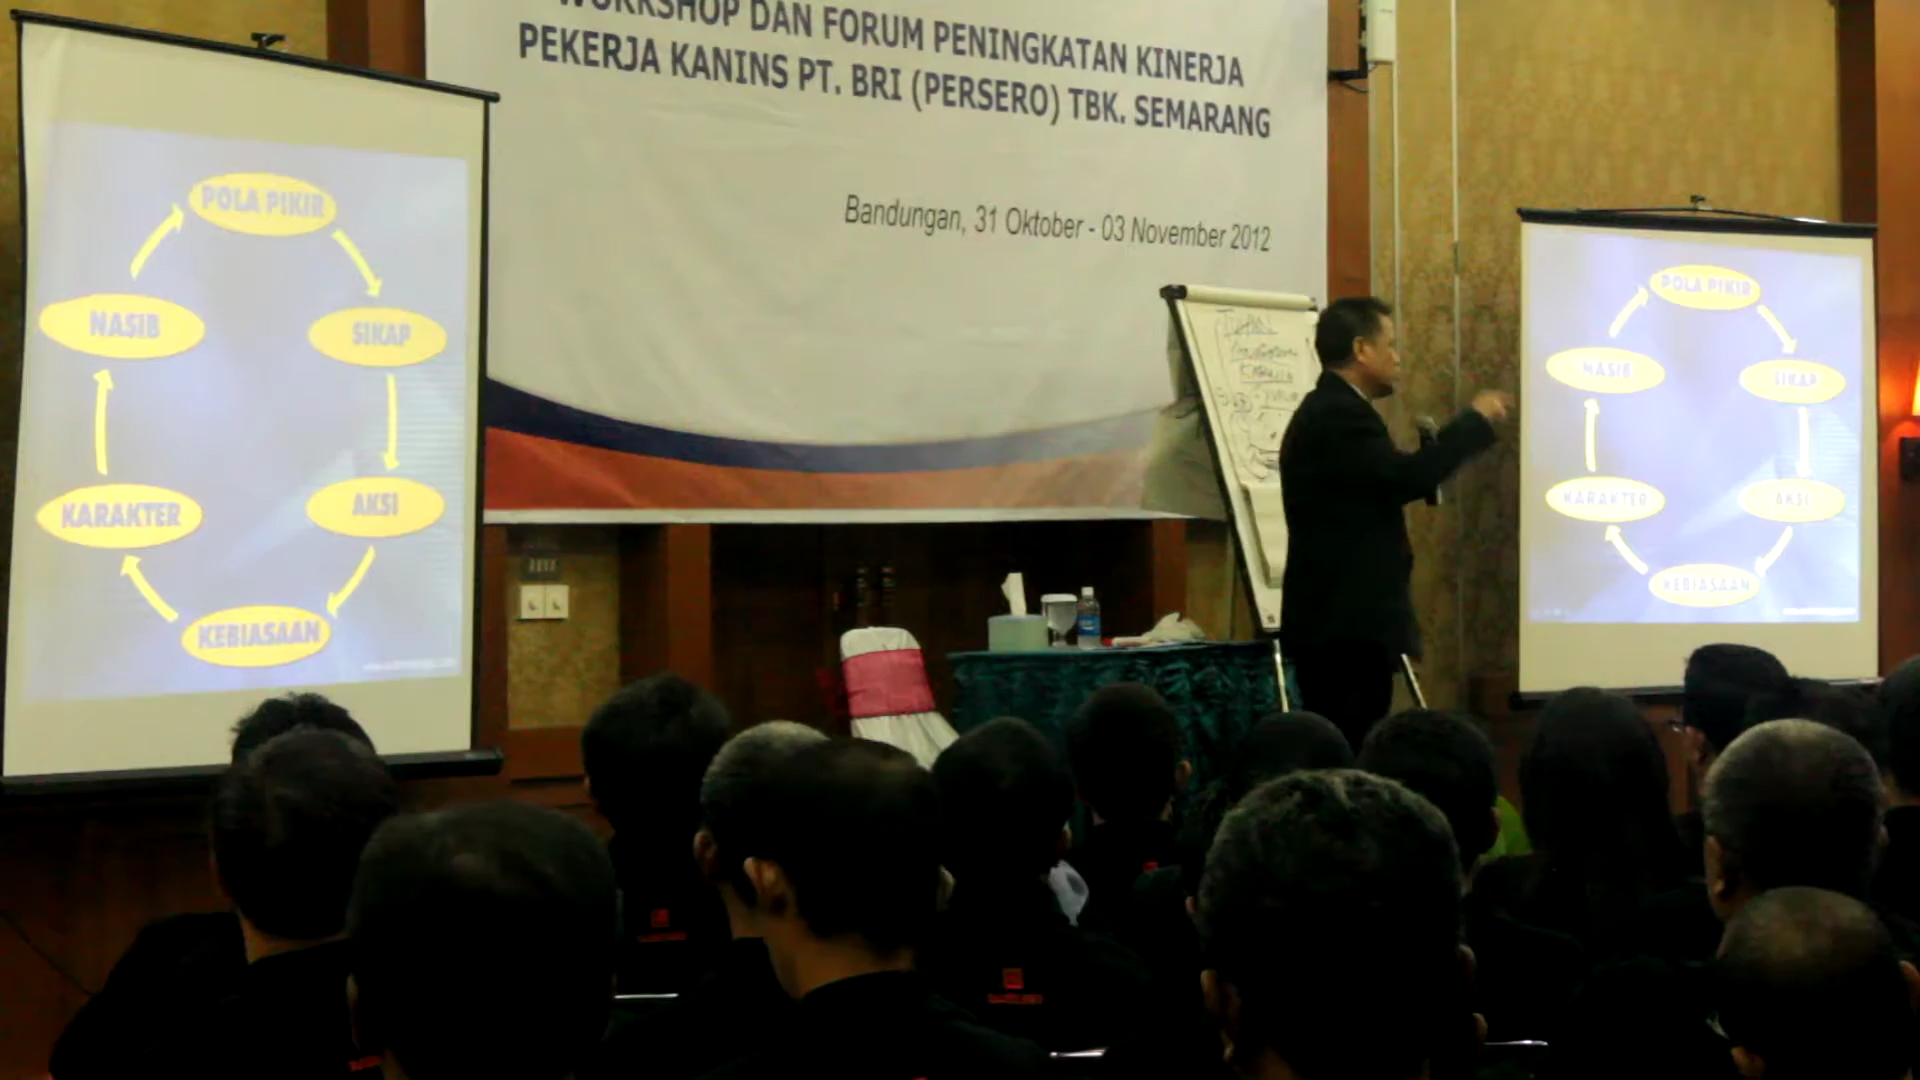 WORKSHOP DAN FORUM PENINGKATAN KINERJA
PEKERJA KANINS PT. BRI (PERSERO) TBK. SEMARANG
Bandungan, 31 Oktober - 03 November 2012
POLA PIKIR
NASIB
SIKAP
KARAKTER
AKSI
KEBIASAAN
TUHAN
POLA PIKIR
NASIB
SIKAP
KARAKTER
AKSI
KEBIASAAN